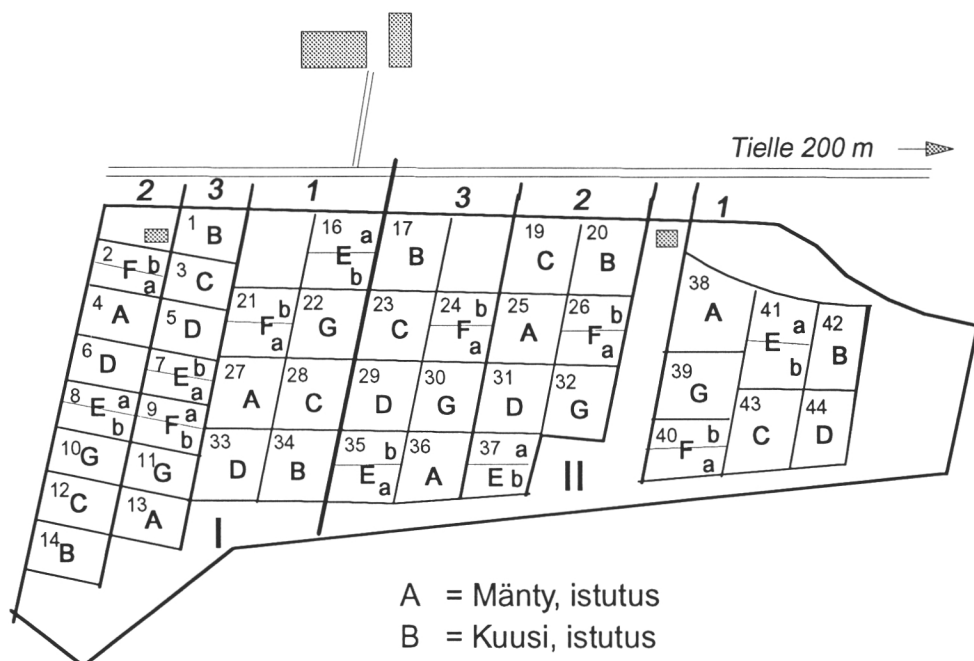 Tielle 200 m
2 3 1 3 2 1
1 B 16 E a b 17 B 19 C 20 B
2 F b a 3 C 38 A
4 A 5 D 21 F b a 22 G 23 C 24 F b a 25 A 26 F b a 41 E a b 42 B
6 D 7 E b a 27 A 28 C 29 D 30 G 31 D 32 G 39 G
8 E a b 9 F a b 33 D 34 B 35 E b a 36 A 37 E a b 40 F b a 43 C 44 D
10 G 11 G
12 C 13 A
14 B
I II
A = Mänty, istutus
B = Kuusi, istutus